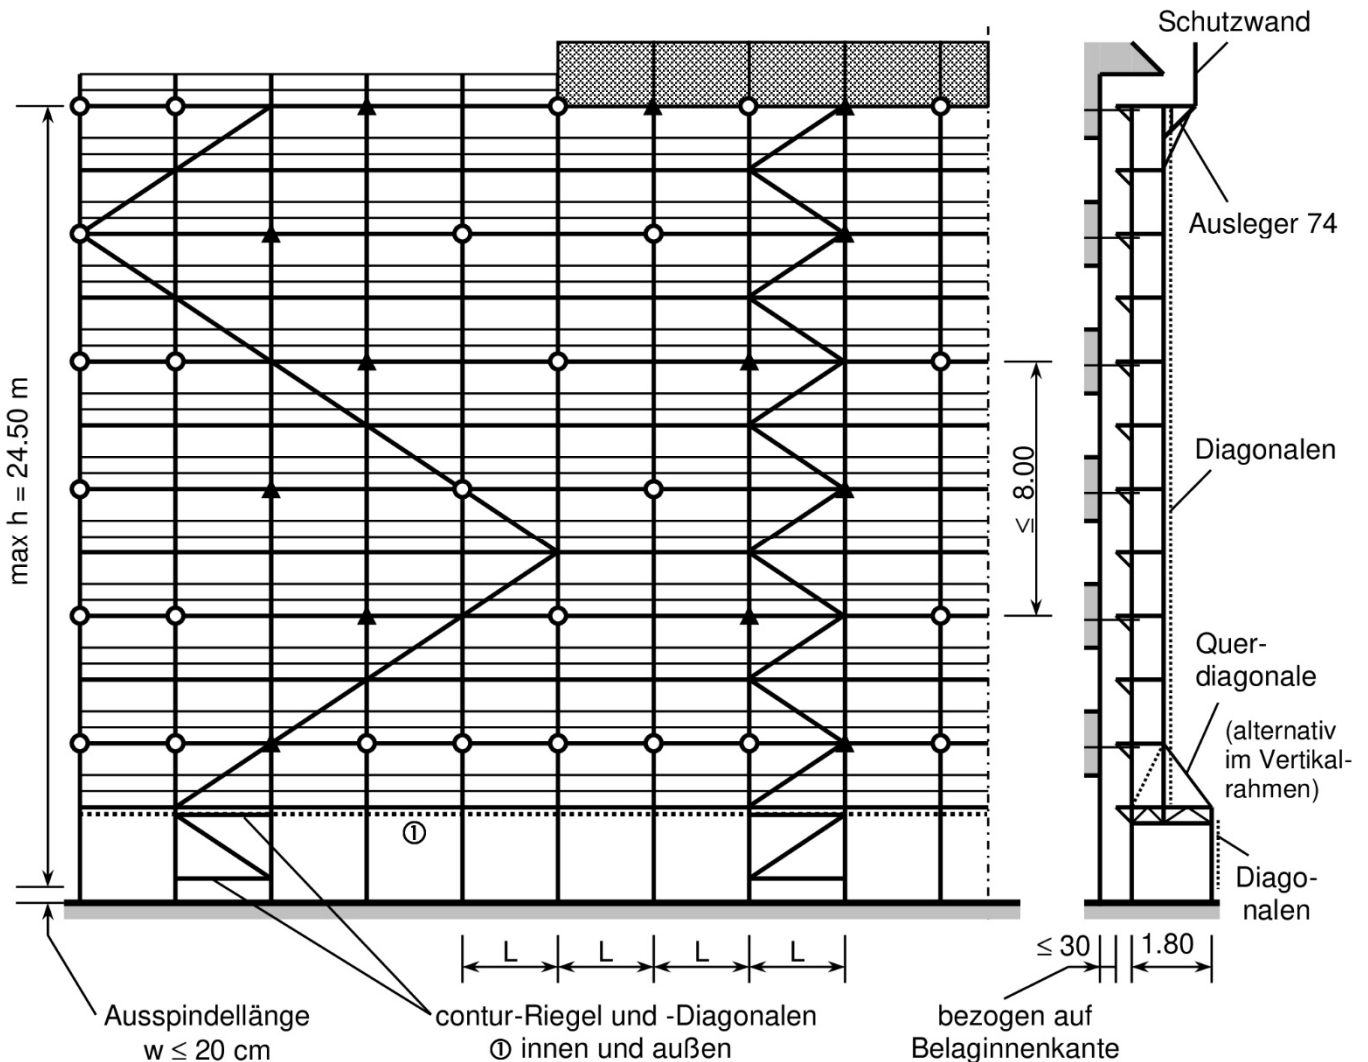 Schutzwand
Ausleger 74
max h = 24.50 m
Diagonalen
≤ 8.00
Quer-
diagonale
(alternativ
im Vertikal-
rahmen)
①
Diago-
nalen
L L L L
≤ 30
1.80
Ausspindellänge
w ≤ 20 cm
contur-Riegel und -Diagonalen
① innen und außen
bezogen auf
Belaginnenkante